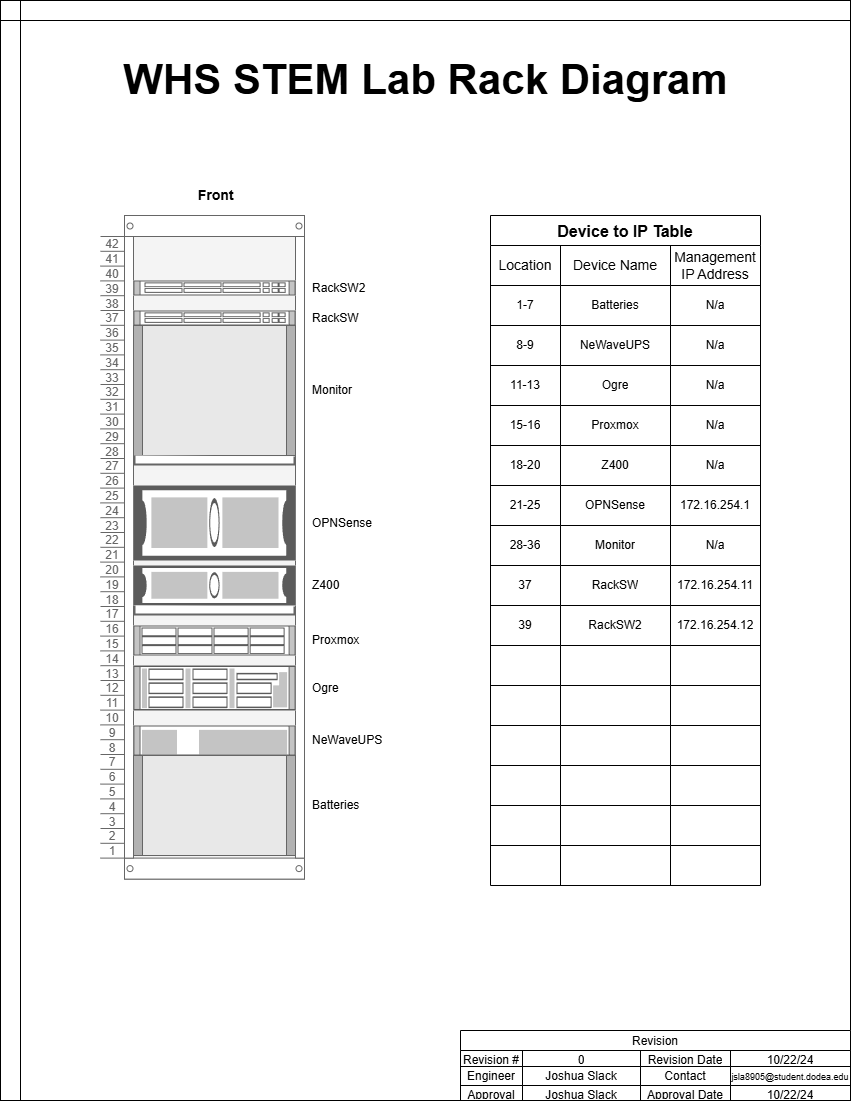 WHS STEM Lab Rack Diagram
Front
42
41
40
39
38
37
36
35
34
33
32
31
30
29
28
27
26
25
24
23
22
21
20
19
18
17
16
15
14
13
12
11
10
9
8
7
6
5
4
3
2
1
RackSW2
RackSW
Monitor
OPNSense
Z400
Proxmox
Ogre
NeWaveUPS
Batteries
Device to IP Table
Location Device Name Management IP Address
1-7 Batteries N/a
8-9 NeWaveUPS N/a
11-13 Ogre N/a
15-16 Proxmox N/a
18-20 Z400 N/a
21-25 OPNSense 172.16.254.1
28-36 Monitor N/a
37 RackSW 172.16.254.11
39 RackSW2 172.16.254.12
Revision
Revision # 0 Revision Date 10/22/24
Engineer Joshua Slack Contact jsla8905@student.dodea.edu
Approval Joshua Slack Approval Date 10/22/24